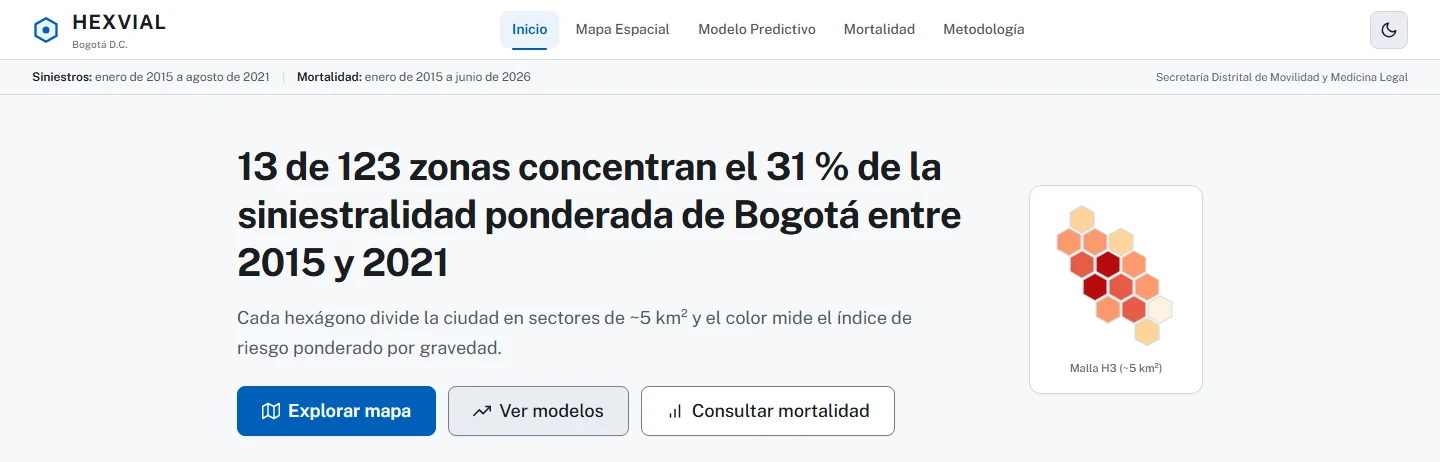 HEXVIAL
Bogotá D.C.
Inicio
Mapa Espacial
Modelo Predictivo
Mortalidad
Metodología
Siniestros: enero de 2015 a agosto de 2021
Mortalidad: enero de 2015 a junio de 2026
Secretaría Distrital de Movilidad y Medicina Legal
13 de 123 zonas concentran el 31 % de la
siniestralidad ponderada de Bogotá entre
2015 y 2021
Cada hexágono divide la ciudad en sectores de ~5 km² y el color mide el índice de
riesgo ponderado por gravedad.
Explorar mapa
Ver modelos
Consultar mortalidad
Malla H3 (~5 km²)